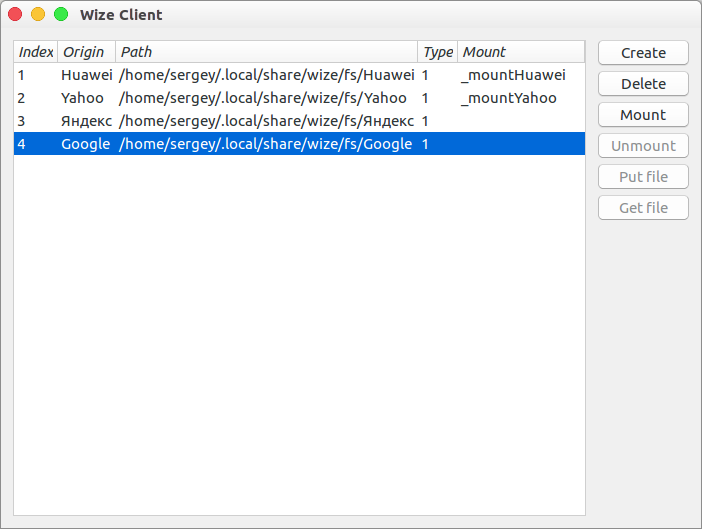 Wize Client
Index Origin Path Type Mount
1 Huawei /home/sergey/.local/share/wize/fs/Huawei 1 _mountHuawei
2 Yahoo /home/sergey/.local/share/wize/fs/Yahoo 1 _mountYahoo
3 Яндекс /home/sergey/.local/share/wize/fs/Яндекс 1
4 Google /home/sergey/.local/share/wize/fs/Google 1
Create
Delete
Mount
Unmount
Put file
Get file